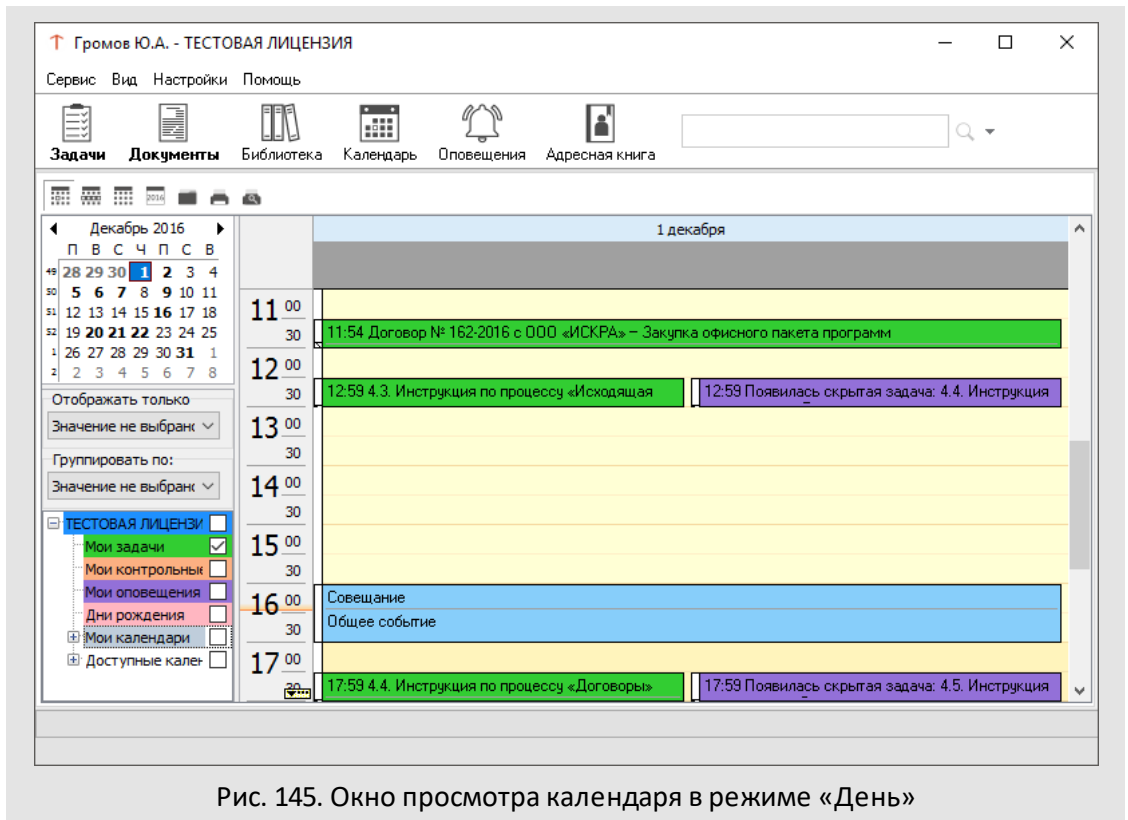 Громов Ю.А. - ТЕСТОВАЯ ЛИЦЕНЗИЯ
Сервис Вид Настройки Помощь
Задачи Документы Библиотека Календарь Оповещения Адресная книга
2016
Декабрь 2016
П В С Ч П С В
49 28 29 30 1 2 3 4
50 5 6 7 8 9 10 11
51 12 13 14 15 16 17 18
52 19 20 21 22 23 24 25
1 26 27 28 29 30 31 1
2 2 3 4 5 6 7 8
Отображать только
Значение не выбран
Группировать по:
Значение не выбран
ТЕСТОВАЯ ЛИЦЕНЗИ
Мои задачи
Мои контрольные
Мои оповещения
Дни рождения
Мои календари
Доступные кален
1 декабря
11 00
30 11:54 Договор № 162-2016 с ООО «ИСКРА» – Закупка офисного пакета программ
12 00
30 12:59 4.3. Инструкция по процессу «Исходящая 12:59 Появилась скрытая задача: 4.4. Инструкция
13 00
30
14 00
30
15 00
30
16 00 Совещание
30 Общее событие
17 00
30 17:59 4.4. Инструкция по процессу «Договоры» 17:59 Появилась скрытая задача: 4.5. Инструкция
Рис. 145. Окно просмотра календаря в режиме «День»